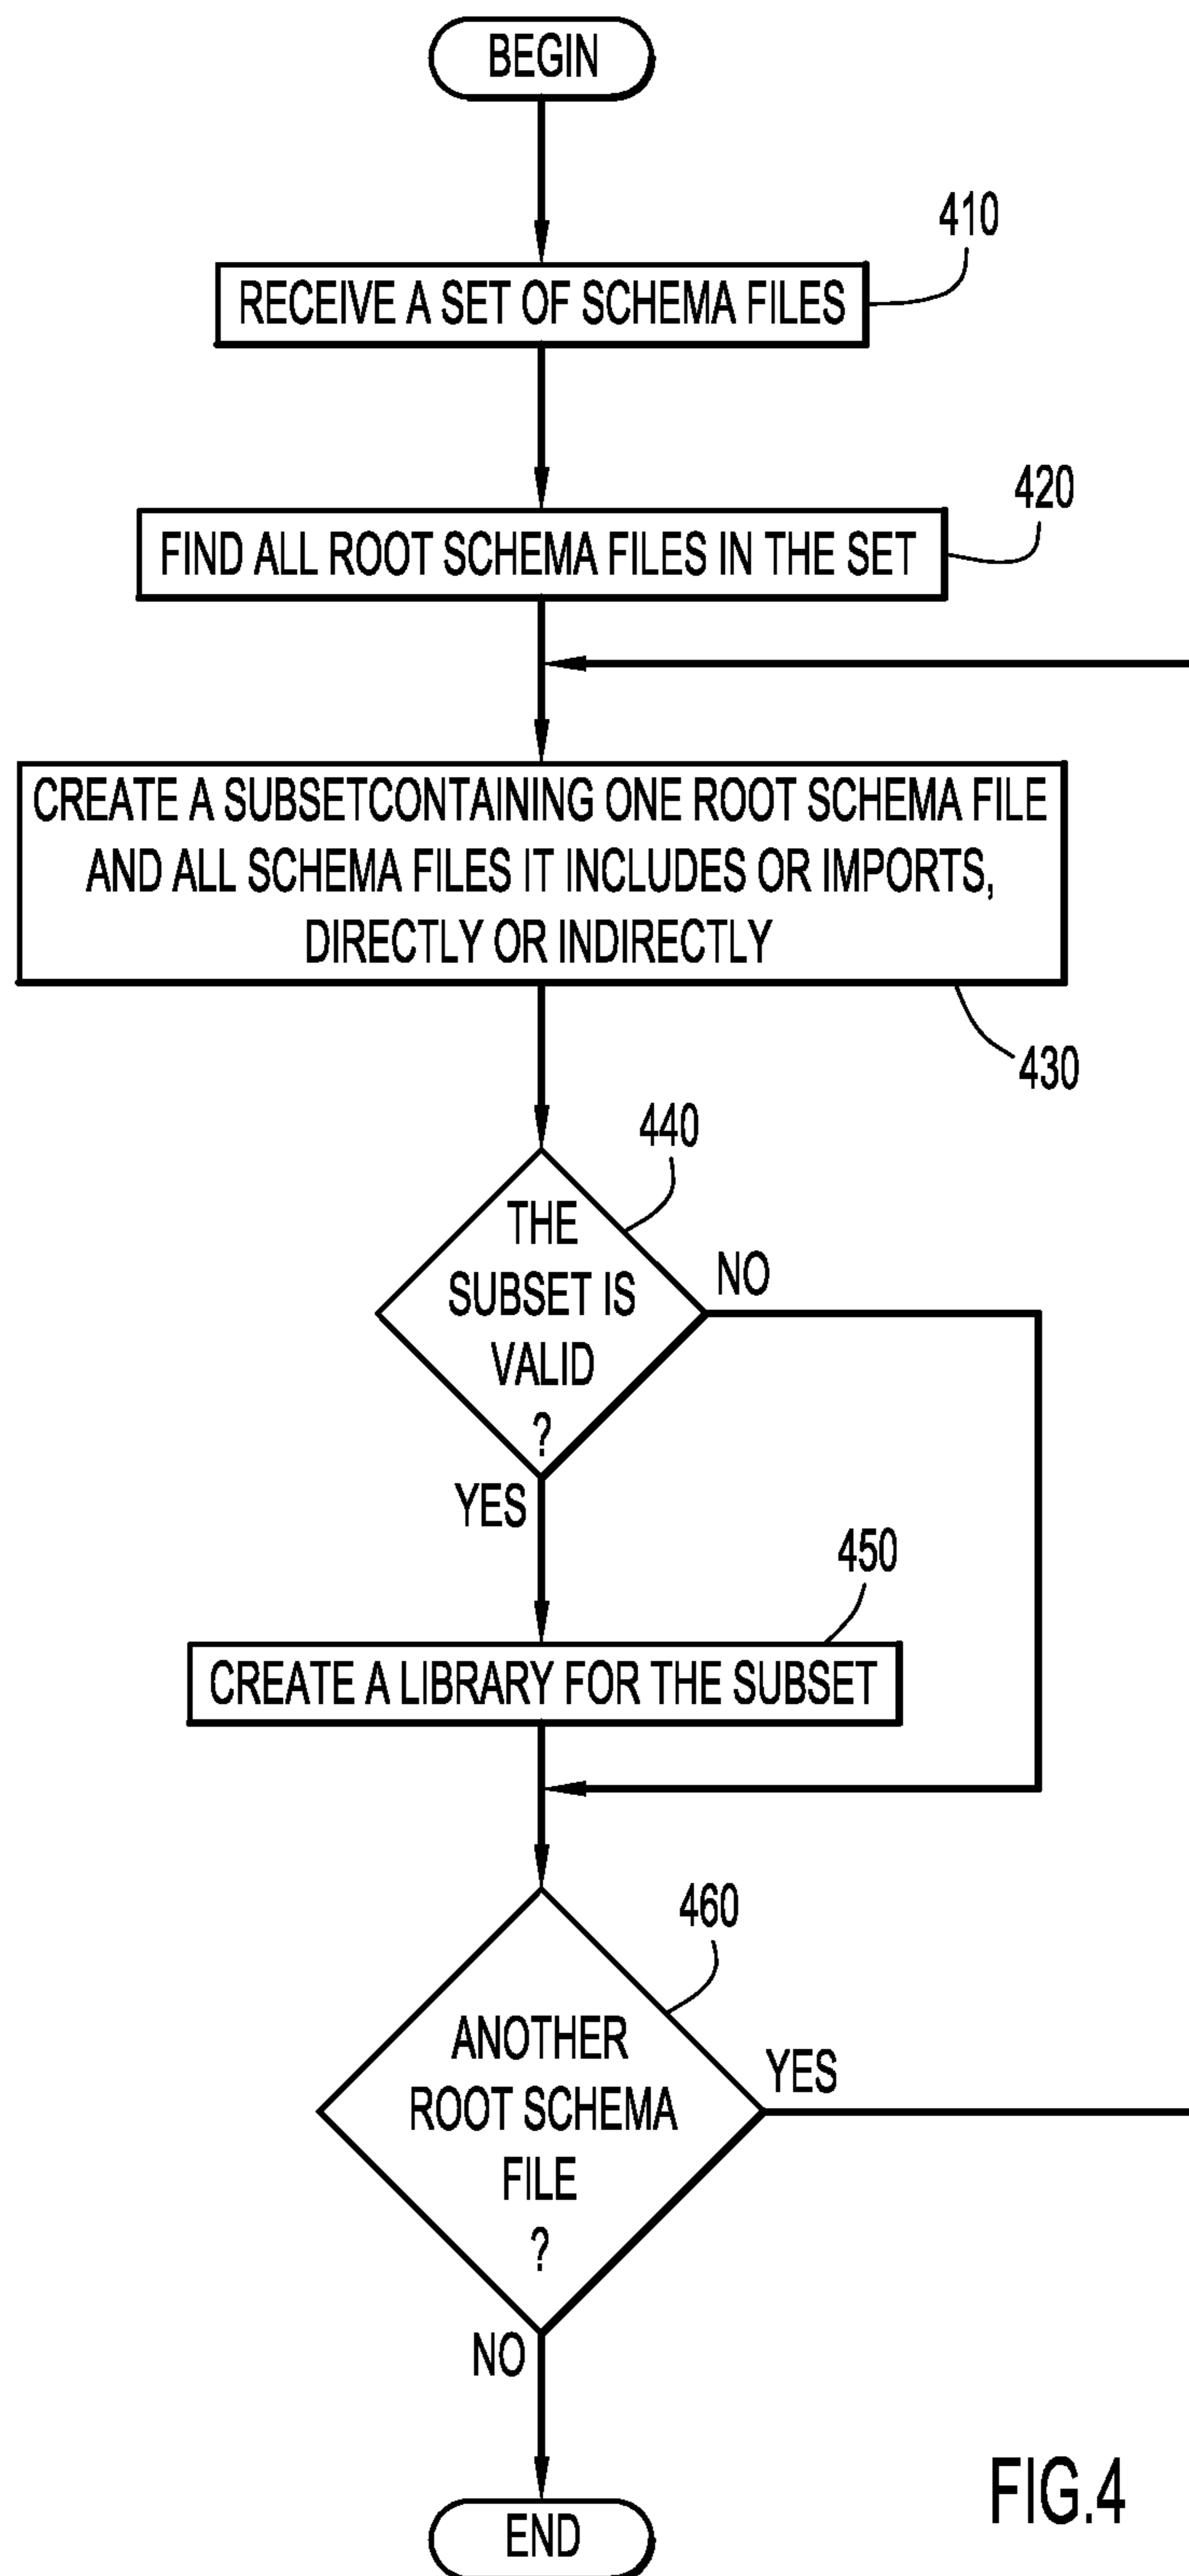 BEGIN
410
RECEIVE A SET OF SCHEMA FILES
420
FIND ALL ROOT SCHEMA FILES IN THE SET
CREATE A SUBSETCONTAINING ONE ROOT SCHEMA FILE
AND ALL SCHEMA FILES IT INCLUDES OR IMPORTS,
DIRECTLY OR INDIRECTLY
430
440
THE
SUBSET IS
VALID
?
NO
YES
450
CREATE A LIBRARY FOR THE SUBSET
460
ANOTHER
ROOT SCHEMA
FILE
?
YES
NO
END
FIG.4